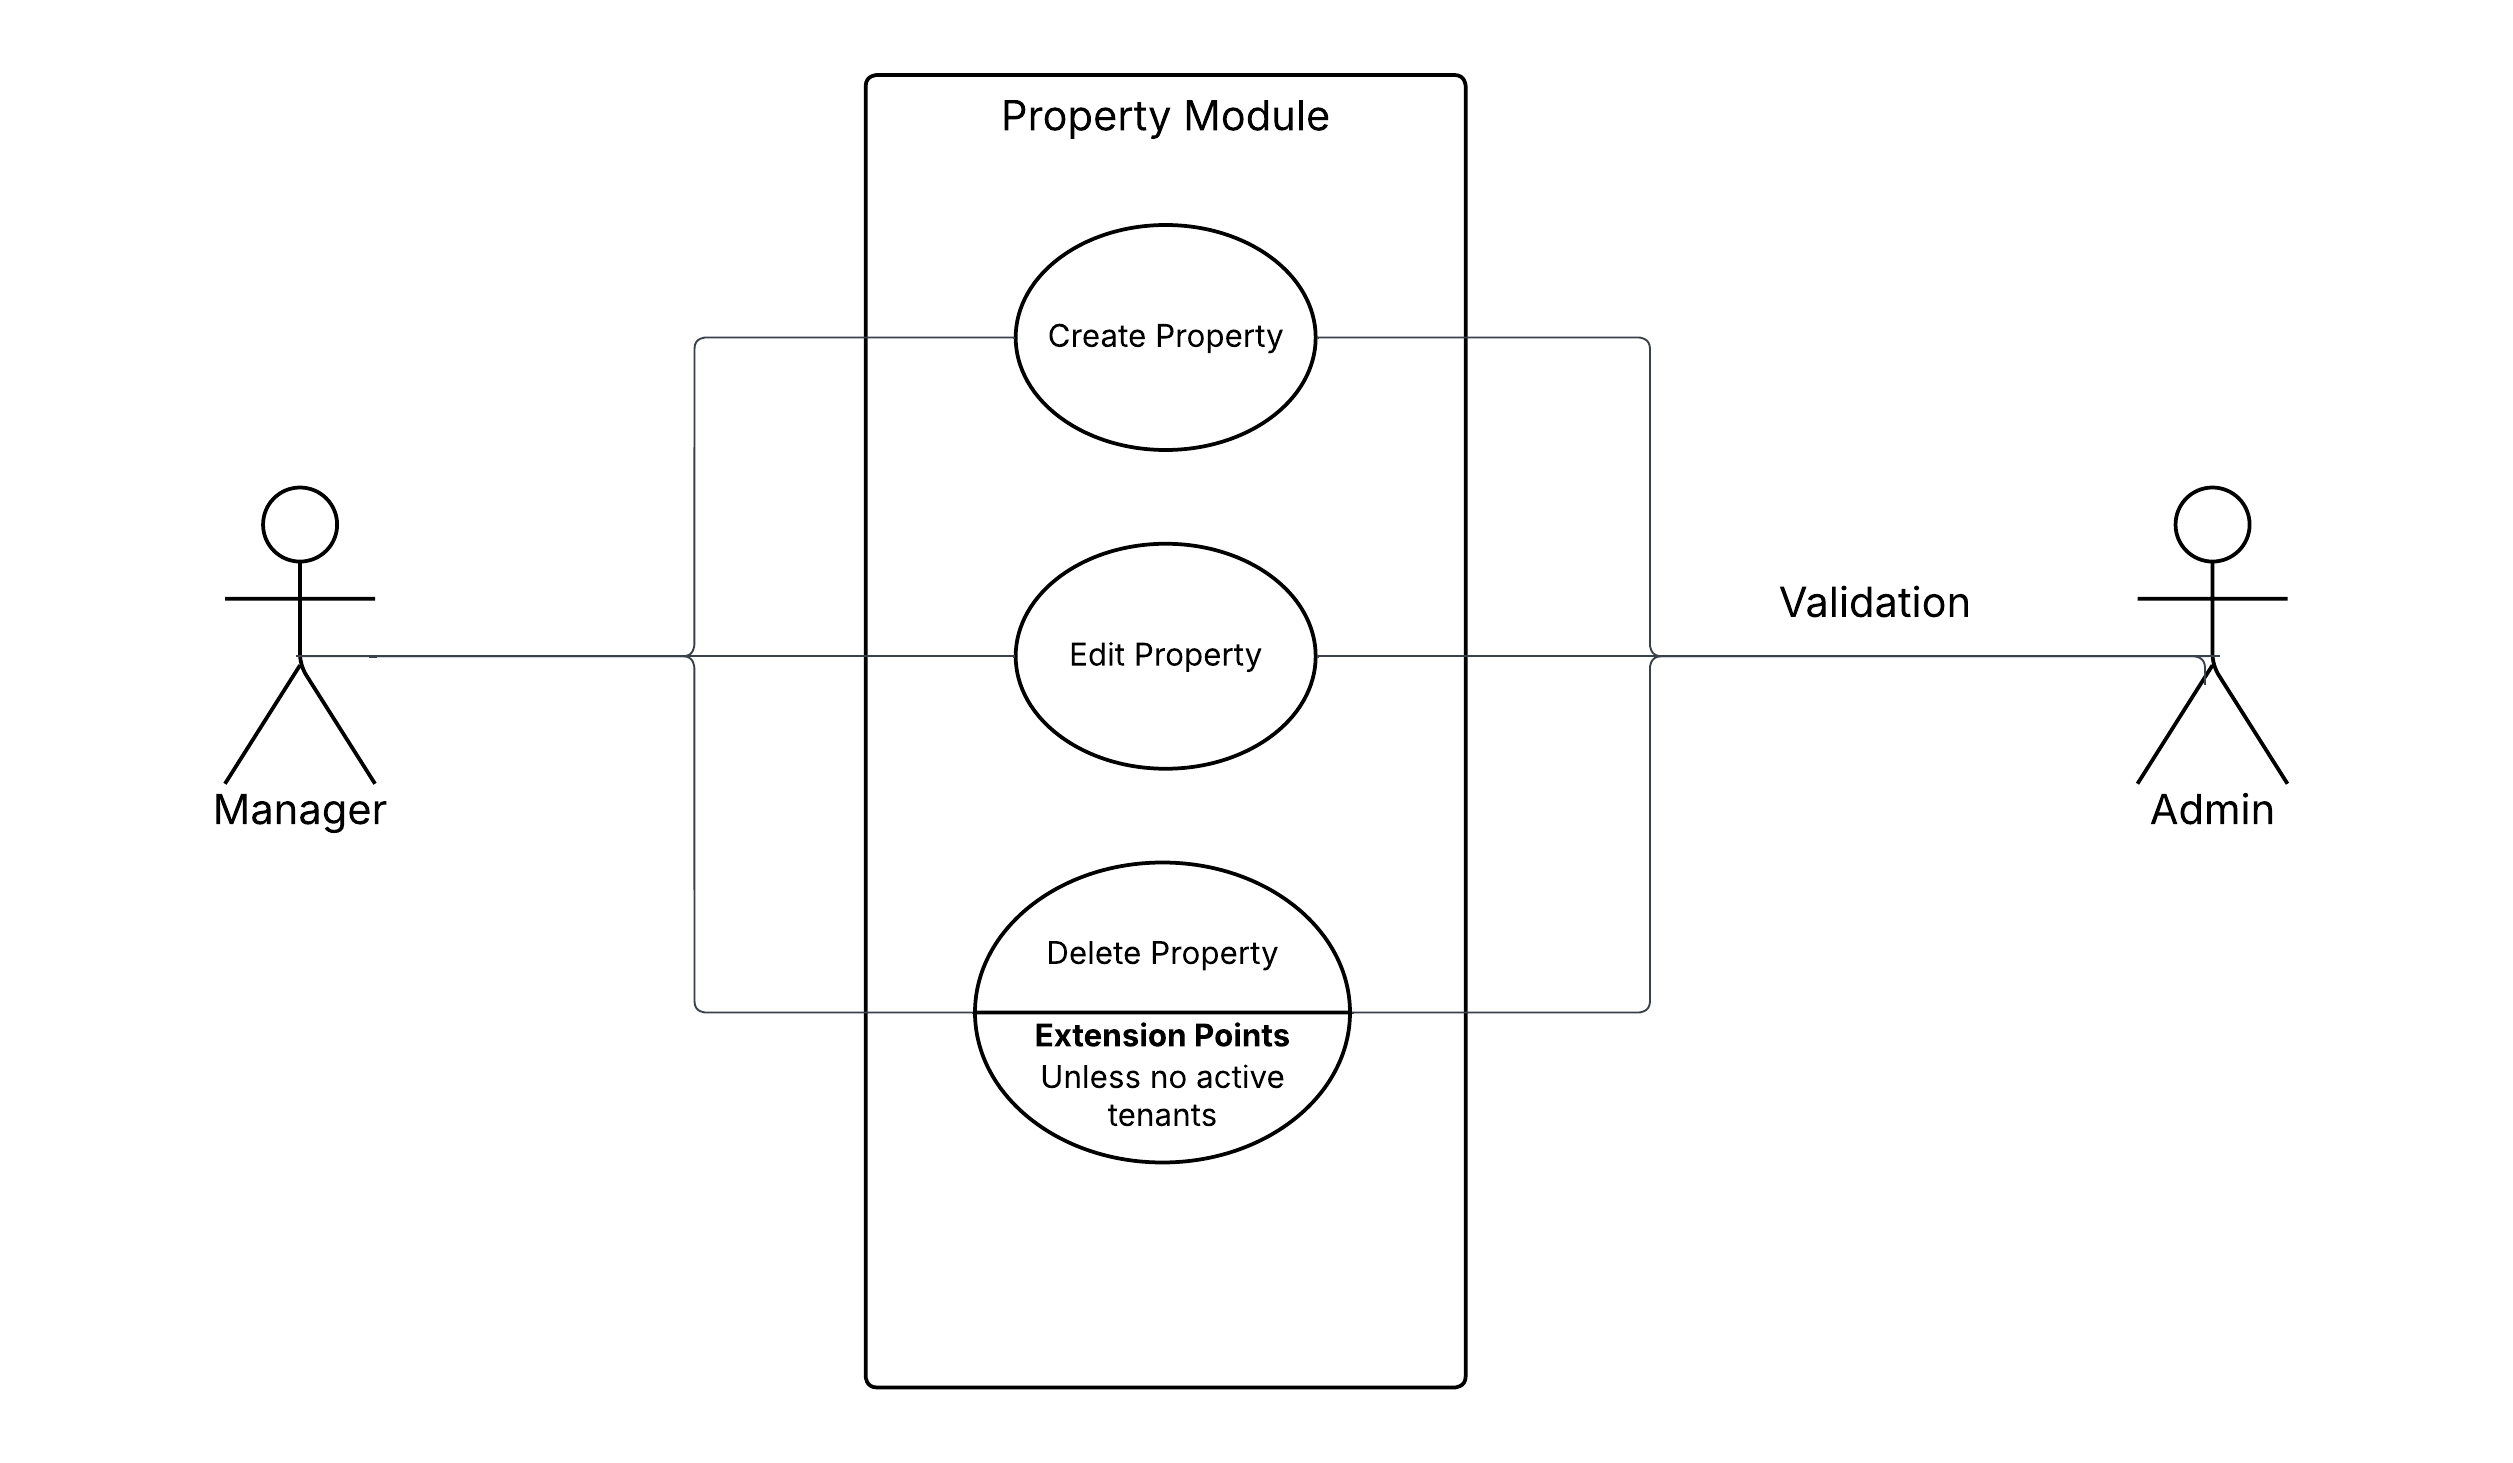 Property Module
Create Property
Validation
Edit Property
Manager
Admin
Delete Property
Extension Points
Unless no active
tenants